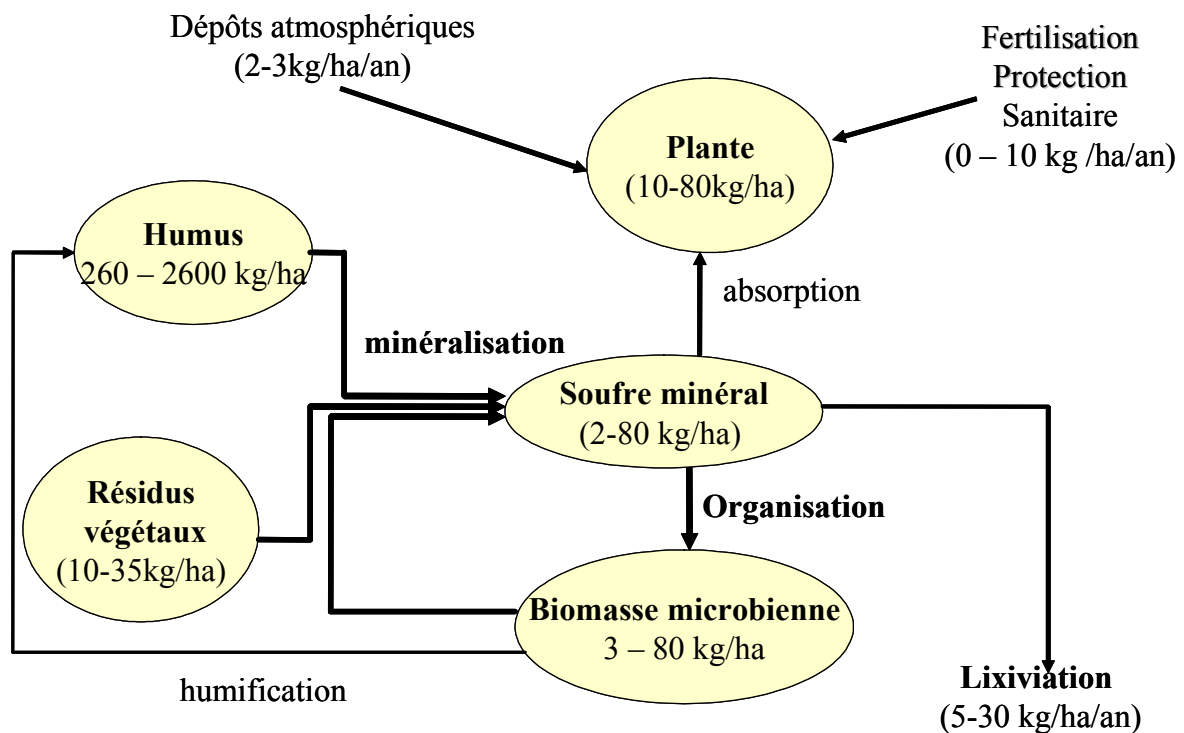 Dépôts atmosphériques
(2-3kg/ha/an)
Fertilisation
Protection
Sanitaire
(0 – 10 kg /ha/an)
Plante
(10-80kg/ha)
Humus
260 – 2600 kg/ha
absorption
minéralisation
Soufre minéral
(2-80 kg/ha)
Résidus
végétaux
(10-35kg/ha)
Organisation
Biomasse microbienne
3 – 80 kg/ha
humification
Lixiviation
(5-30 kg/ha/an)